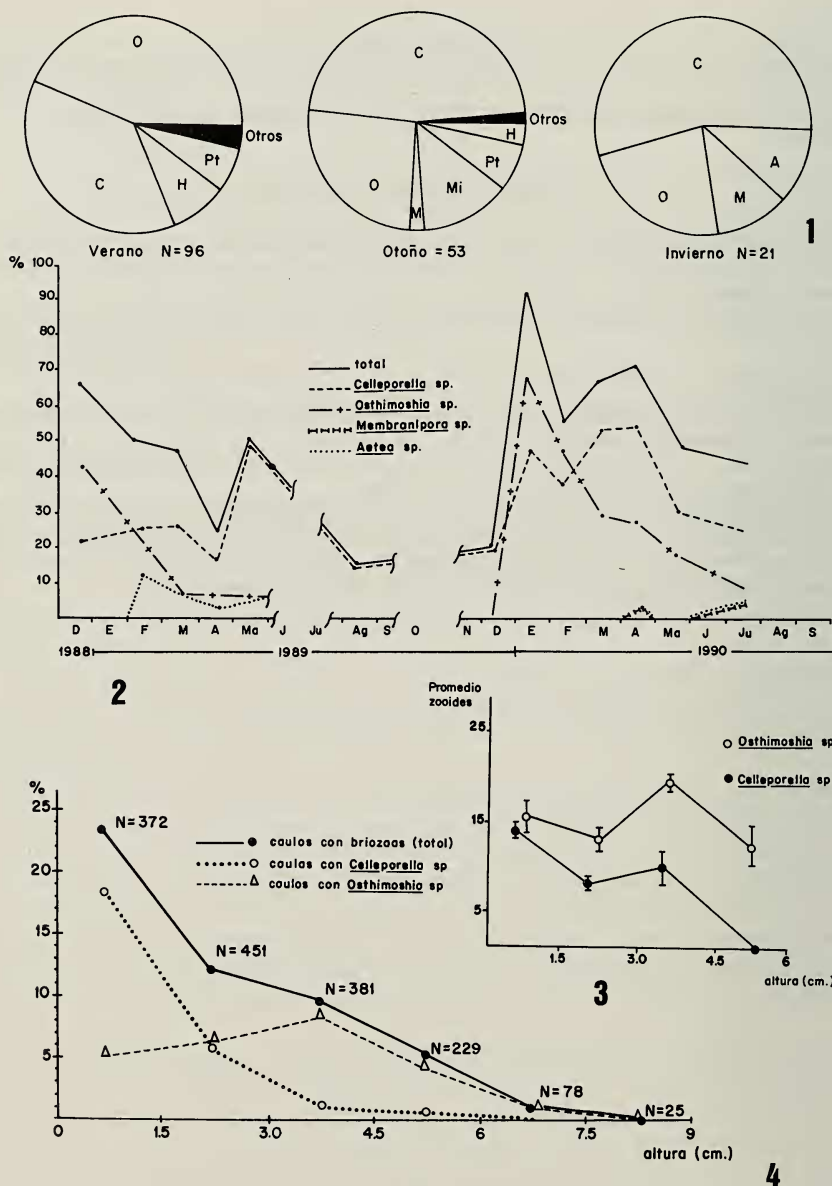 O
C
H
Pt
Otros
Verano N=96
C
Otros
H
Pt
Mi
M
O
Otoño = 53
C
A
M
O
Invierno N=21
1
% 100.
90.
80.
70.
60.
50
40
30
20
10
total
Celleporella sp.
Osthimoshia sp.
Membranipora sp.
Aetea sp.
D E F M A Ma J Ju Ag S O N D E F M A Ma J Ju Ag S
1988 1989 1990
2
Promedio
zooides
25
15
5
Osthimoshia sp
Celleporella sp
1.5 3.0 4.5 6
altura (cm.)
3
%
25
20
15
10
5
N=372
N=451
N=381
N=229
N=78
N=25
caulos con briozoas (totol)
caulas con Celleporella sp
caulos con Osthimoshia sp
0 1.5 3.0 4.5 6 7.5 9
altura (cm.)
4